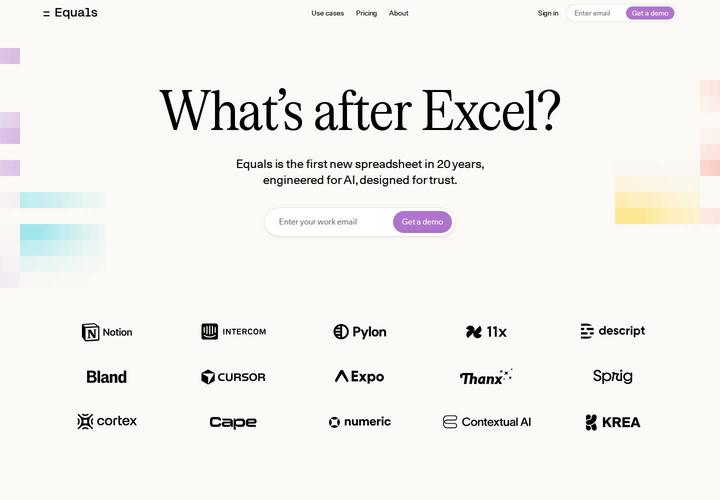 Equals
Use cases Pricing About
Sign in Enter email Get a demo
What's after Excel?
Equals is the first new spreadsheet in 20 years,
engineered for AI, designed for trust.
Enter your work email Get a demo
Notion INTERCOM Pylon 11x descript
Bland CURSOR Expo Thanx Sprig
cortex Cape numeric Contextual AI KREA